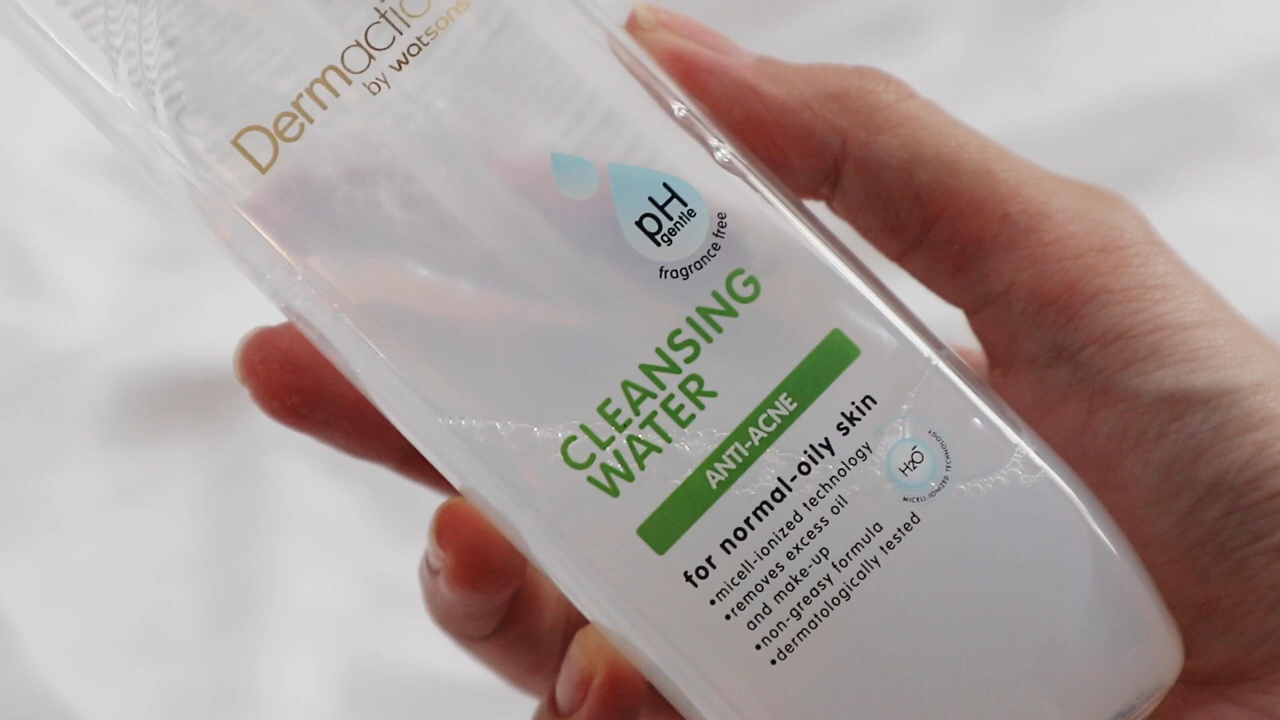 Dermactio
by watsons
pH
gentle
fragrance free
CLEANSING
WATER
ANTI-ACNE
for normal-oily skin
•micell-ionized technology
•removes excess oil
and make-up
•non-greasy formula
•dermatologically tested
H2O
MICELL-IONIZED TECHNOLOGY